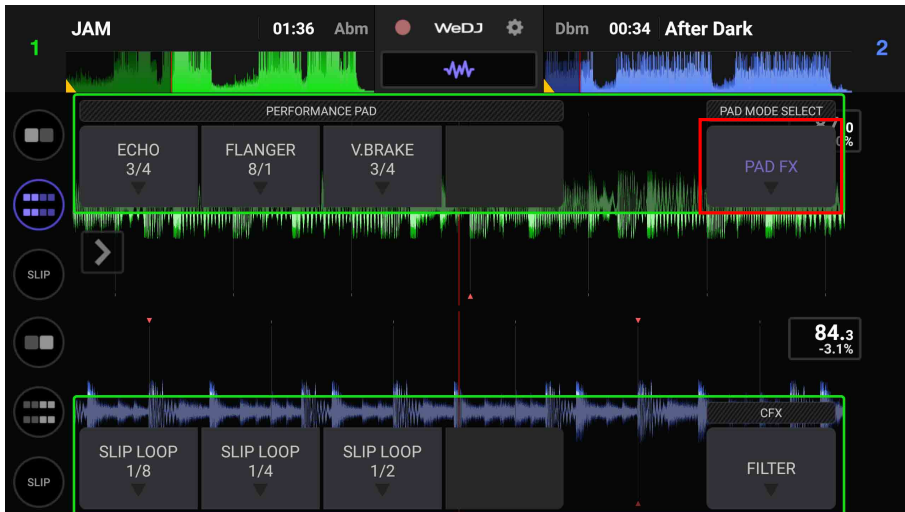 1
JAM
01:36
Abm
WeDJ
Dbm
00:34
After Dark
2
PERFORMANCE PAD
PAD MODE SELECT
ECHO
3/4
FLANGER
8/1
V.BRAKE
3/4
PAD FX
SLIP
84.3
-3.1%
CFX
SLIP LOOP
1/8
SLIP LOOP
1/4
SLIP LOOP
1/2
FILTER
SLIP